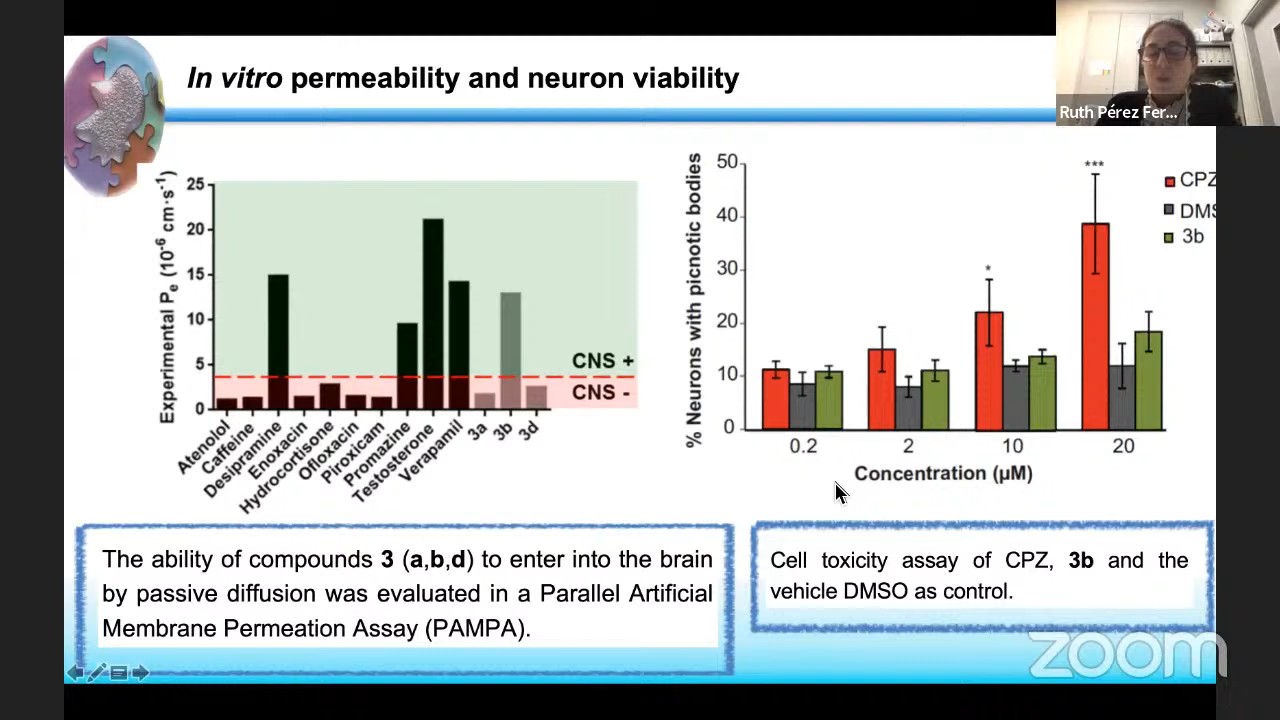 In vitro permeability and neuron viability
Ruth Pérez Fer...
Experimental Pe (10-6 cm·s-1)
25
20
15
10
5
0
CNS +
CNS -
Atenolol
Caffeine
Desipramine
Enoxacin
Hydrocortisone
Ofloxacin
Piroxicam
Promazine
Testosterone
Verapamil
3a
3b
3d
% Neurons with picnotic bodies
50
40
30
20
10
0
*
***
CPZ
DMS
3b
0.2
2
10
20
Concentration (µM)
The ability of compounds 3 (a,b,d) to enter into the brain
by passive diffusion was evaluated in a Parallel Artificial
Membrane Permeation Assay (PAMPA).
Cell toxicity assay of CPZ, 3b and the
vehicle DMSO as control.
zoom